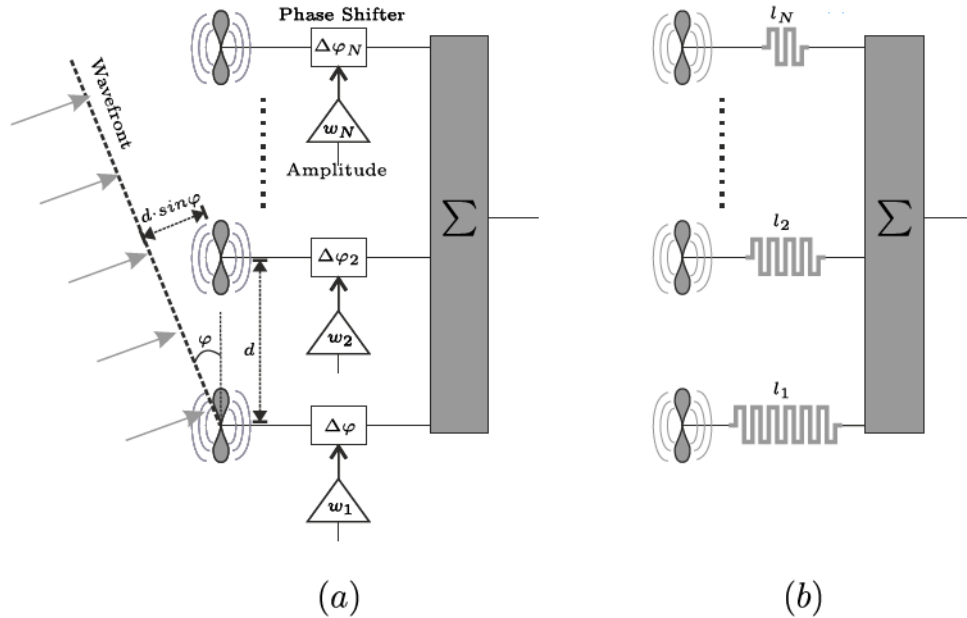 Phase Shifter
Δφ_N
w_N
Amplitude
Wavefront
d·sinφ
Δφ_2
w_2
φ
d
Δφ
w_1
Σ
(a)
l_N
l_2
l_1
Σ
(b)